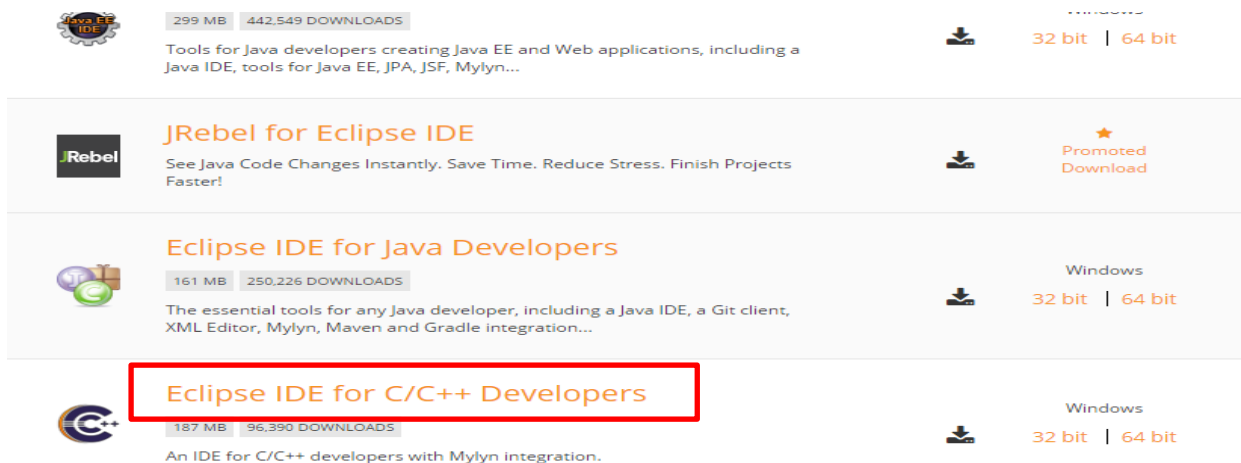 Java EE
IDE
299 MB 442,549 DOWNLOADS
Windows
Tools for Java developers creating Java EE and Web applications, including a
Java IDE, tools for Java EE, JPA, JSF, Mylyn...
32 bit | 64 bit
JRebel
JRebel for Eclipse IDE
See Java Code Changes Instantly. Save Time. Reduce Stress. Finish Projects
Faster!
Promoted
Download
Eclipse IDE for Java Developers
161 MB 250,226 DOWNLOADS
The essential tools for any Java developer, including a Java IDE, a Git client,
XML Editor, Mylyn, Maven and Gradle integration...
Windows
32 bit | 64 bit
C++
Eclipse IDE for C/C++ Developers
187 MB 96,390 DOWNLOADS
An IDE for C/C++ developers with Mylyn integration.
Windows
32 bit | 64 bit